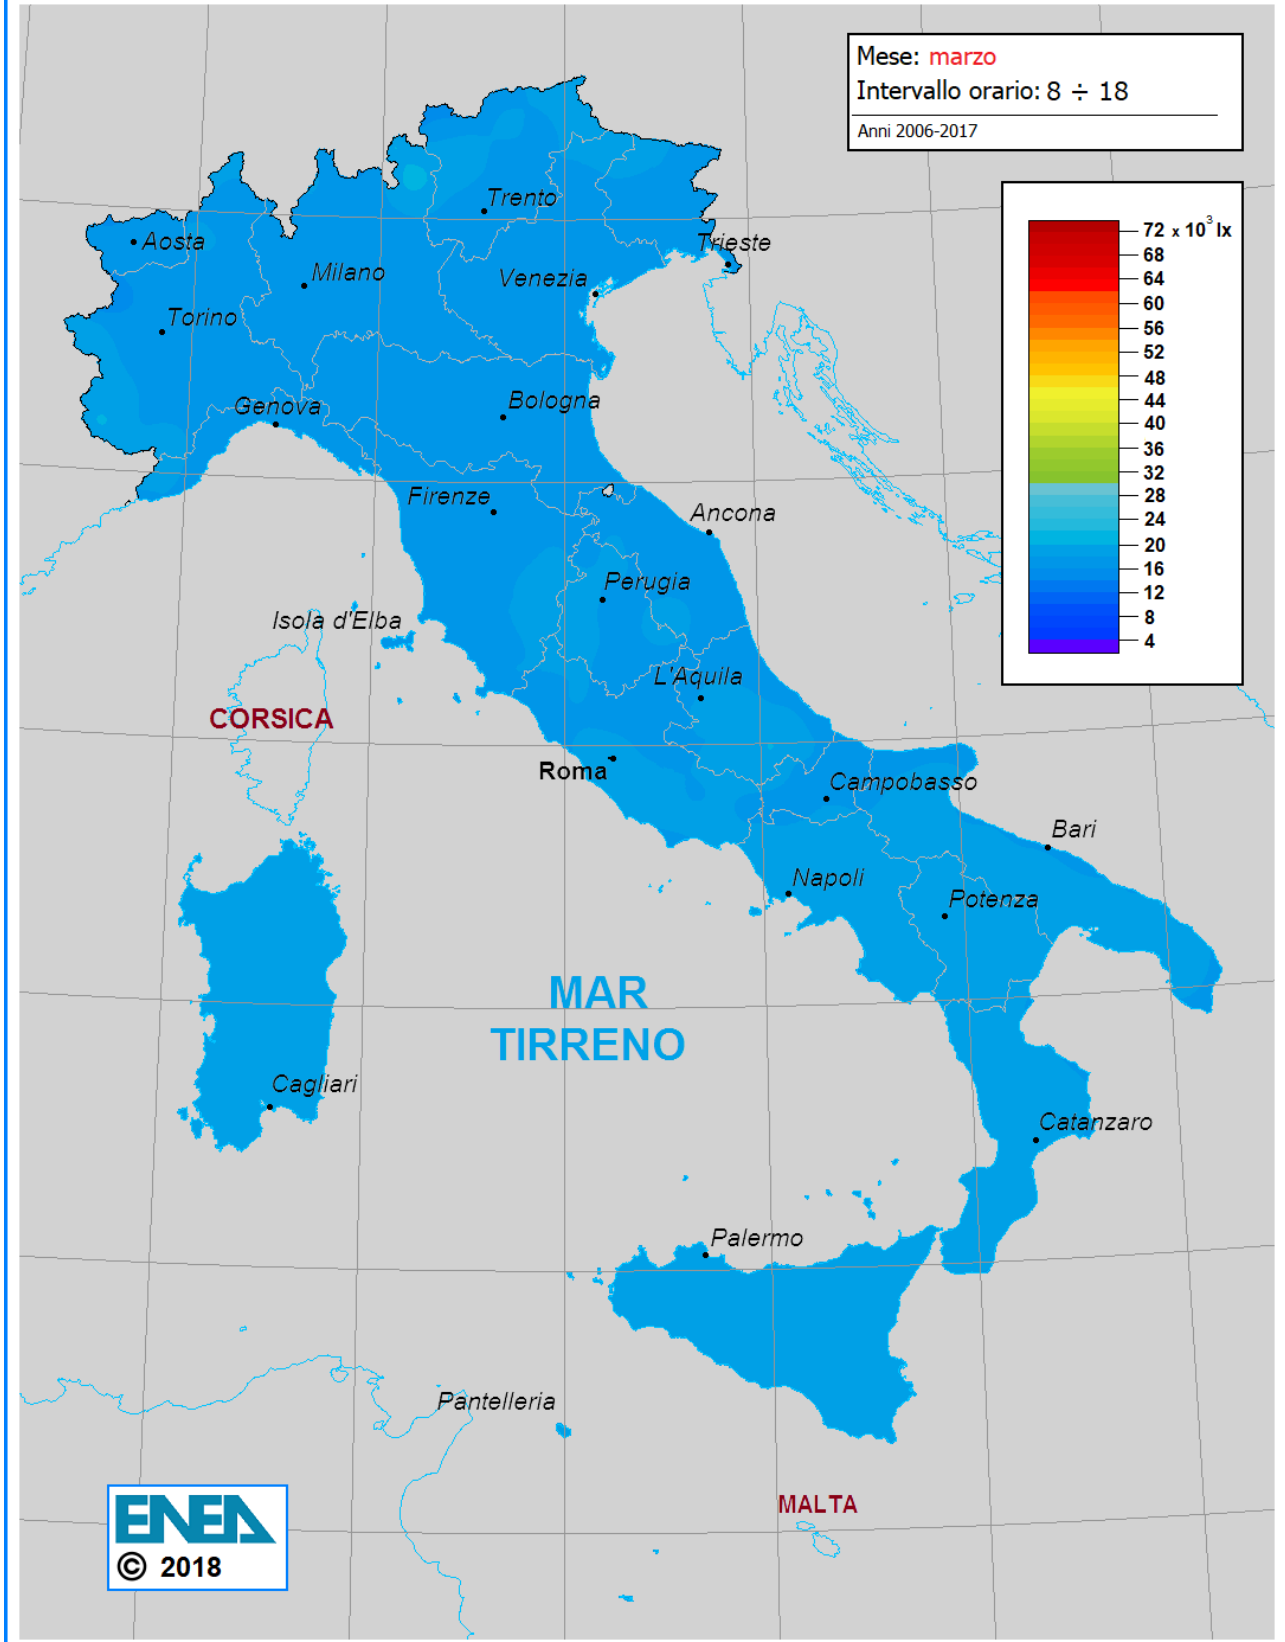 Mese: marzo
Intervallo orario: 8 ÷ 18
Anni 2006-2017
72 x 10³ lx
68
64
60
56
52
48
44
40
36
32
28
24
20
16
12
8
4
Trento
Aosta
Trieste
Milano
Venezia
Torino
Genova
Bologna
Firenze
Ancona
Perugia
Isola d'Elba
L'Aquila
CORSICA
Roma
Campobasso
Bari
Napoli
Potenza
MAR
TIRRENO
Cagliari
Catanzaro
Palermo
Pantelleria
MALTA
ENEA
© 2018